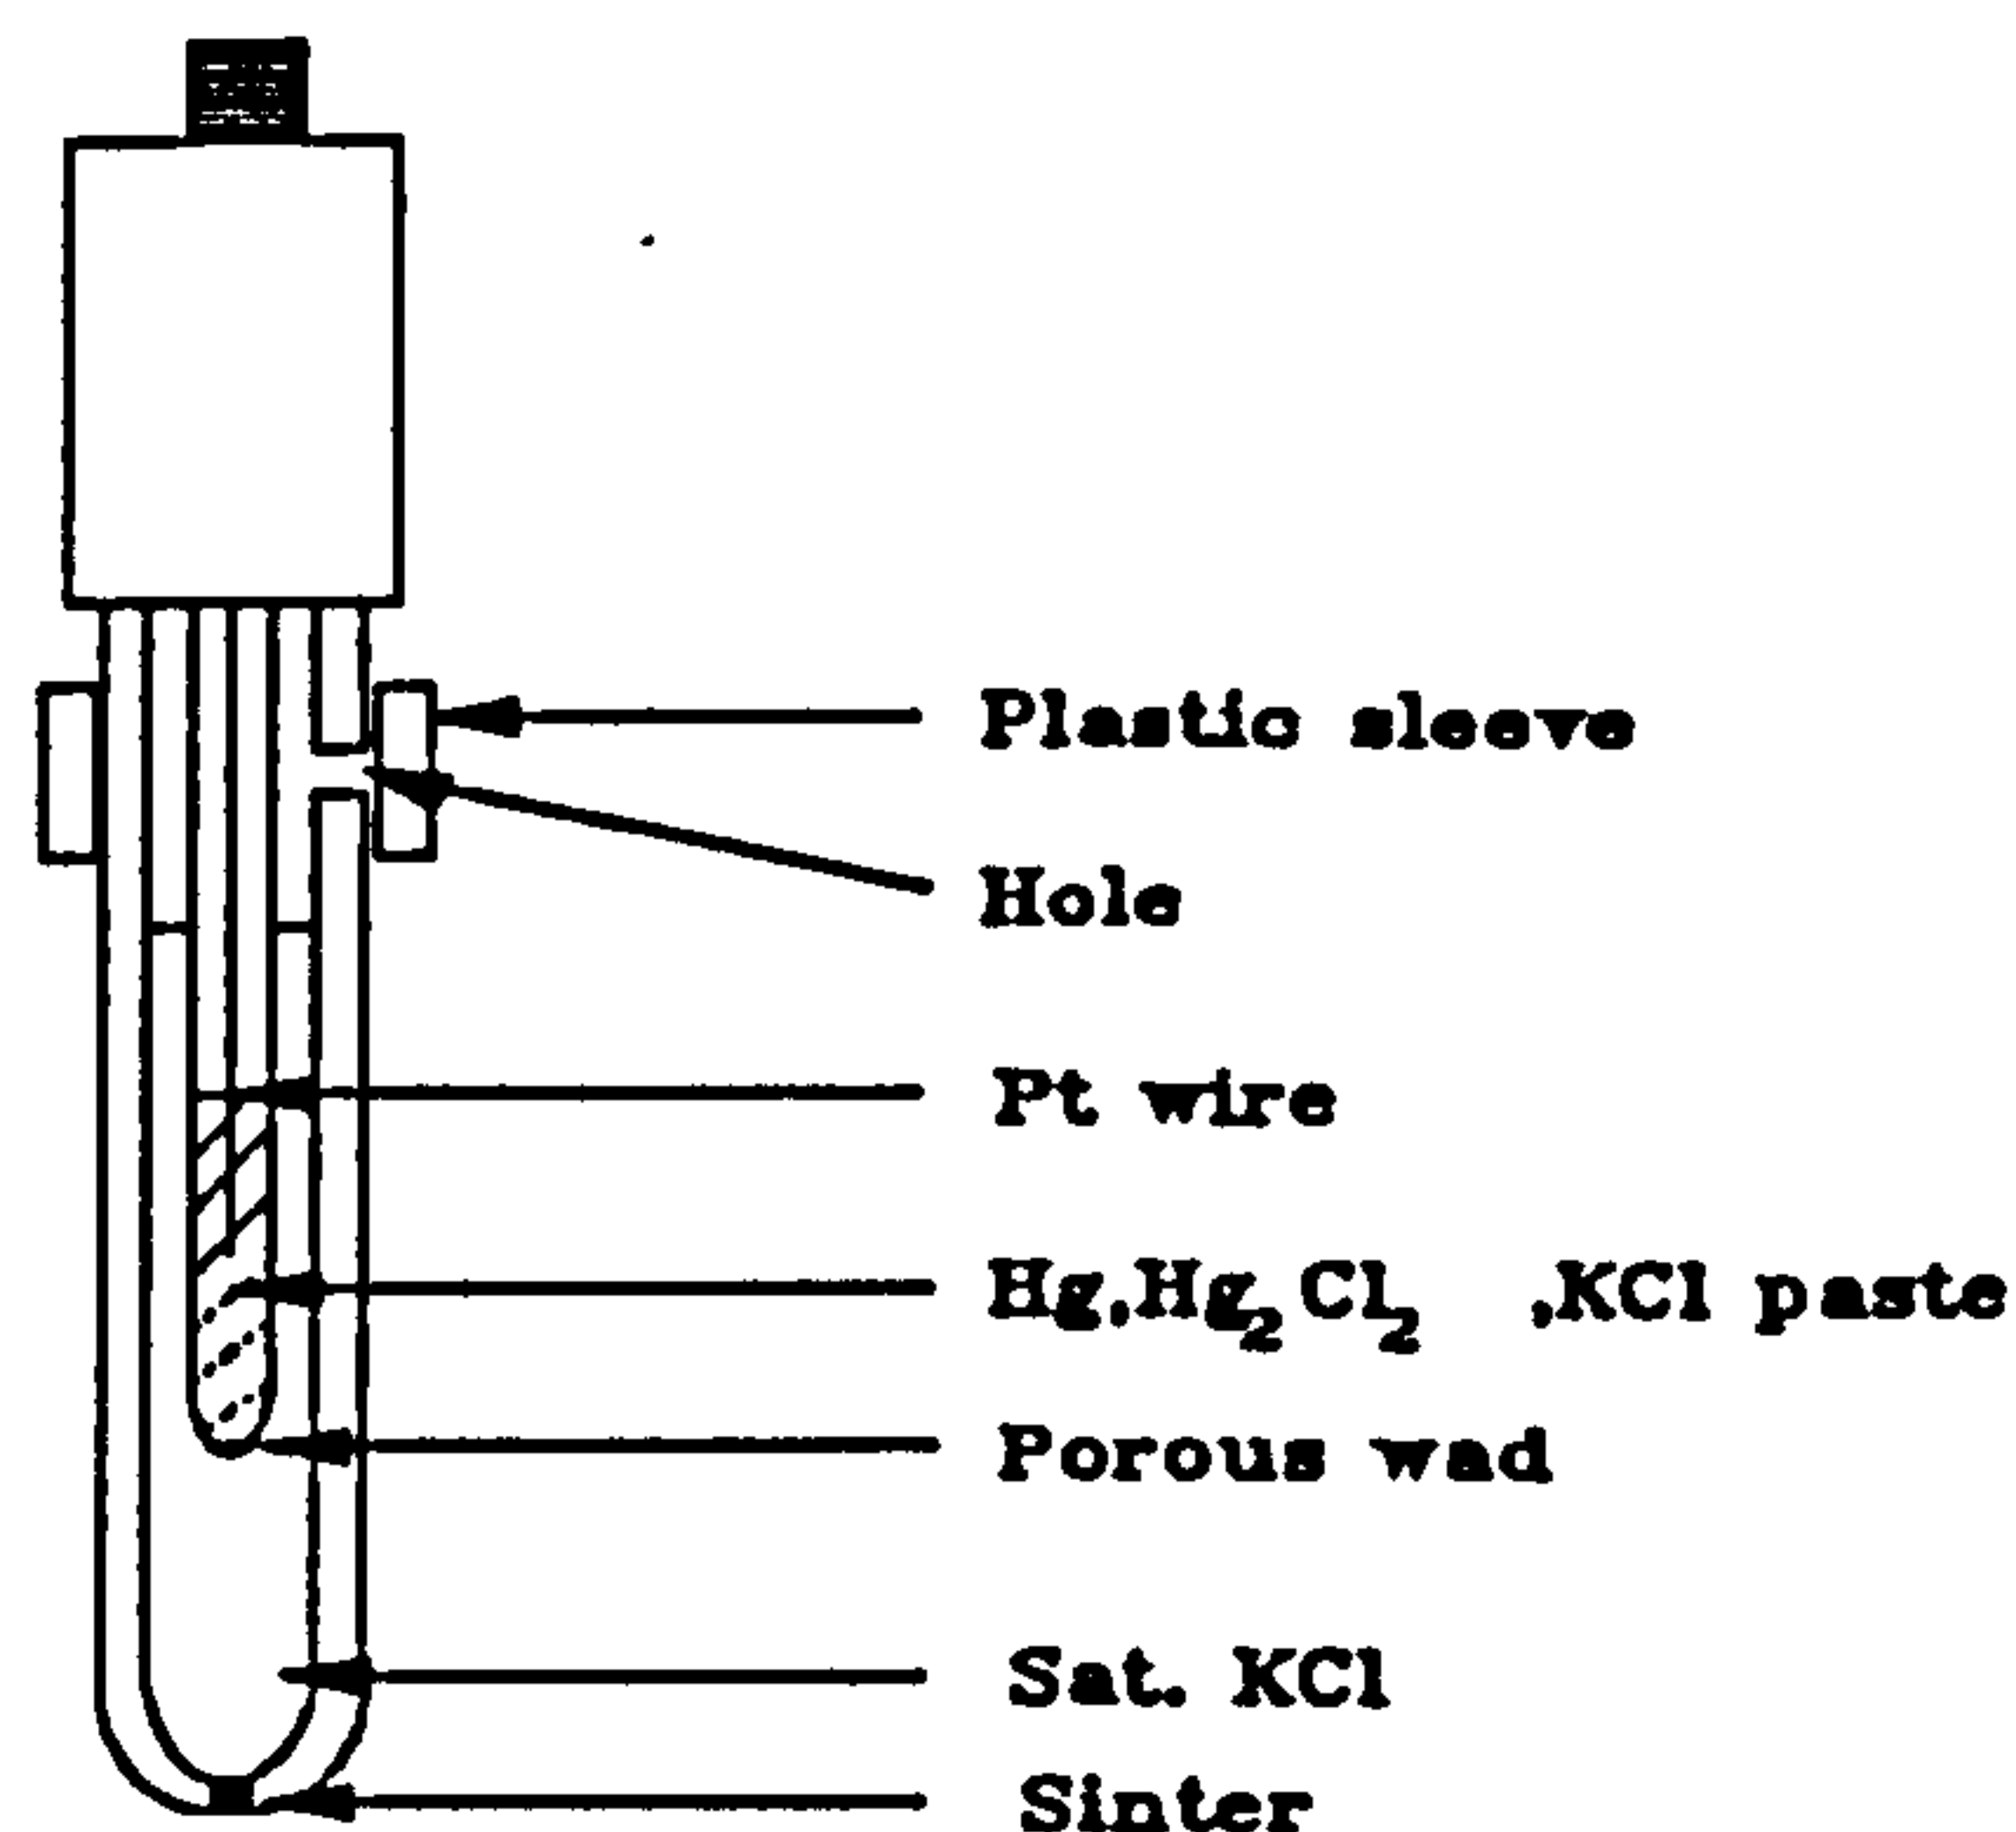 Plastic sleeve
Hole
Pt wire
Hg,Hg₂Cl₂ ,KCl paste
Porous wad
Sat. KCl
Sinter